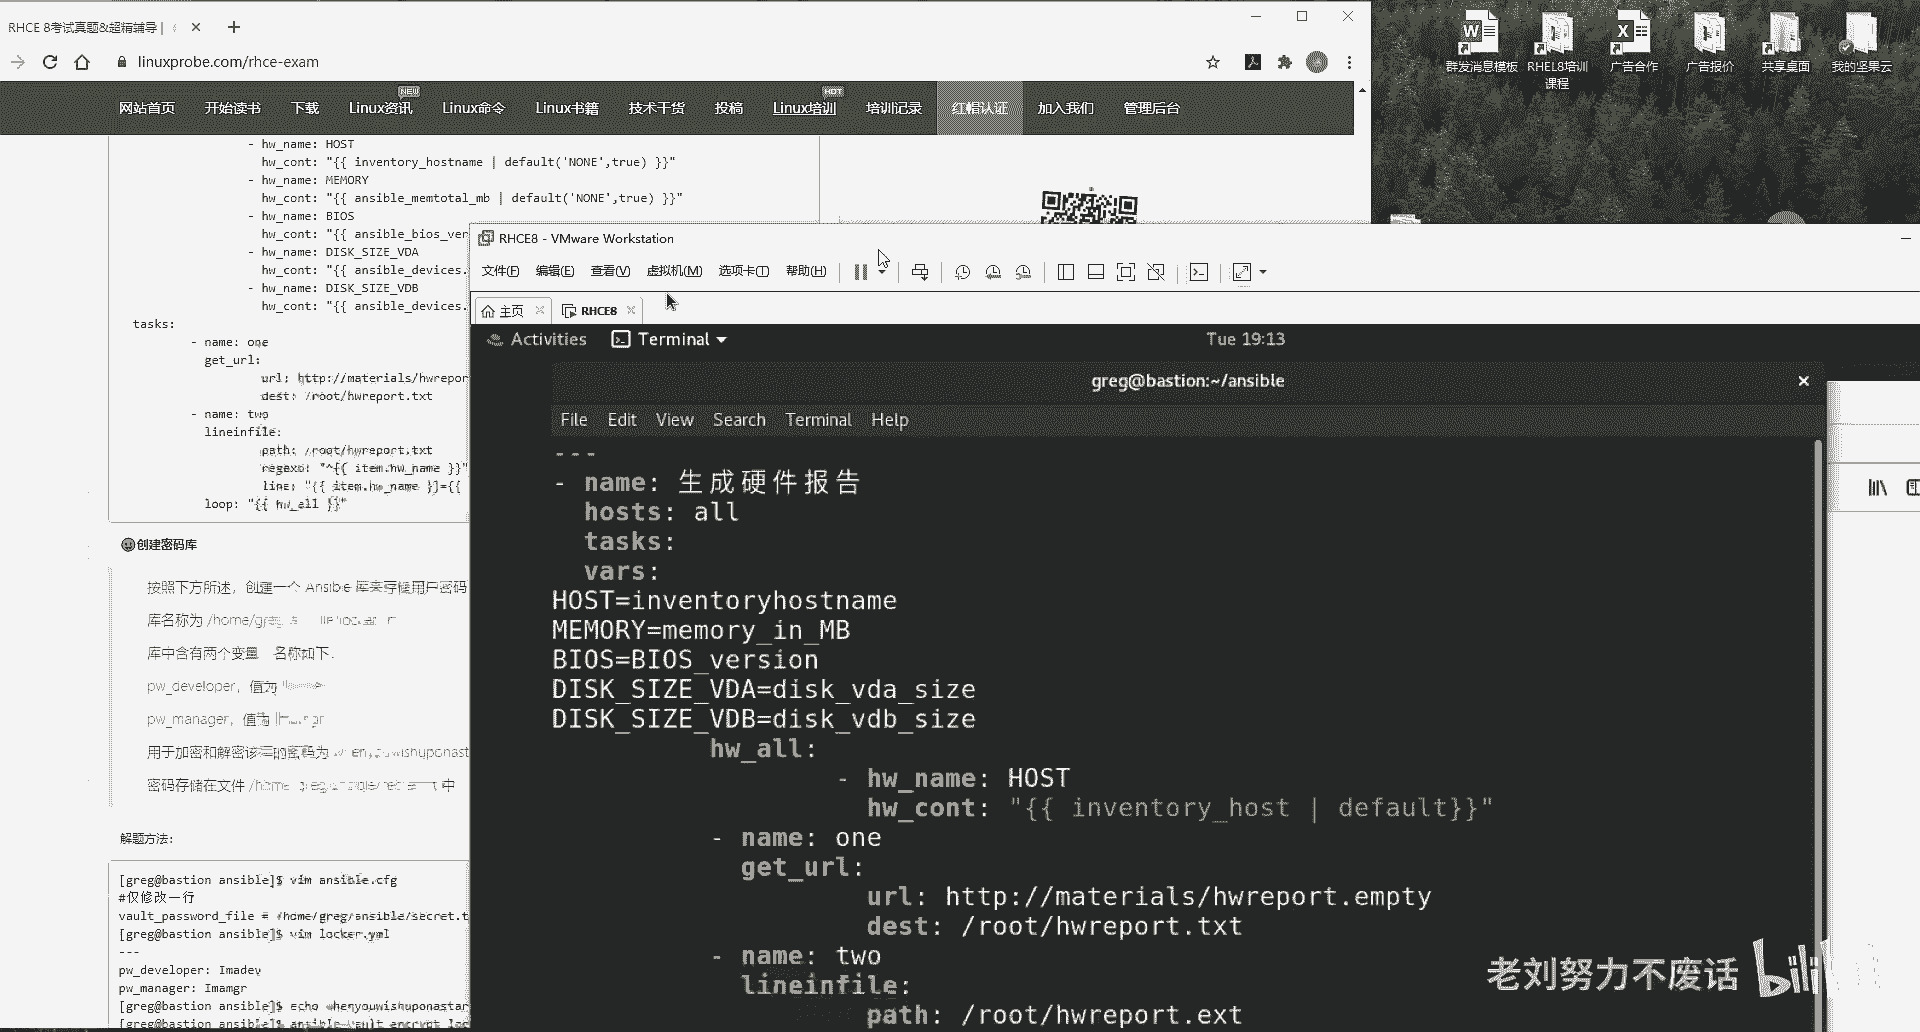 RHCE 8考试真题&超精辅导 |
linuxprobe.com/rhce-exam
群发消息模板
RHEL8培训课程
广告合作
广告报价
共享桌面
我的坚果云
网站首页
开始读书
下载
Linux资讯
NEW
Linux命令
Linux书籍
技术干货
投稿
Linux培训
HOT
培训记录
红帽认证
加入我们
管理后台
- hw_name: HOST
hw_cont: "{{ inventory_hostname | default('NONE',true) }}"
- hw_name: MEMORY
hw_cont: "{{ ansible_memtotal_mb | default('NONE',true) }}"
- hw_name: BIOS
hw_cont: "{{ ansible_bios_ver
- hw_name: DISK_SIZE_VDA
hw_cont: "{{ ansible_devices.
- hw_name: DISK_SIZE_VDB
hw_cont: "{{ ansible_devices.
tasks:
- name: one
get_url:
url: http://materials/hwrepor
dest: /root/hwreport.txt
- name: two
lineinfile:
path: /root/hwreport.txt
regexp: "^{{ item.hw_name }}"
line: "{{ item.hw_name }}={{
loop: "{{ hw_all }}"
创建密码库
按照下方所述，创建一个 Ansible 库来存储用户密码
库名称为 /home/greg
库中含有两个变量 名称如下
pw_developer，值为
pw_manager，值为
用于加密和解密该库的密码为
密码存储在文件 中
解题方法:
[greg@bastion ansible]$ vim ansible.cfg
#仅修改一行
vault_password_file = /home/greg/ansible/secret.t
[greg@bastion ansible]$ vim locker.yml
---
pw_developer: Imadev
pw_manager: Imamgr
[greg@bastion ansible]$ echo whenyouwishuponastar
[greg@bastion ansible]$ ansible-vault encrypt loc
RHCE8 - VMware Workstation
文件(F)
编辑(E)
查看(V)
虚拟机(M)
选项卡(T)
帮助(H)
主页
RHCE8
Activities
Terminal
Tue 19:13
greg@bastion:~/ansible
File
Edit
View
Search
Terminal
Help
---
- name: 生成硬件报告
hosts: all
tasks:
vars:
HOST=inventoryhostname
MEMORY=memory_in_MB
BIOS=BIOS_version
DISK_SIZE_VDA=disk_vda_size
DISK_SIZE_VDB=disk_vdb_size
hw_all:
- hw_name: HOST
hw_cont: "{{ inventory_host | default}}"
- name: one
get_url:
url: http://materials/hwreport.empty
dest: /root/hwreport.txt
- name: two
lineinfile:
path: /root/hwreport.ext
老刘努力不废话